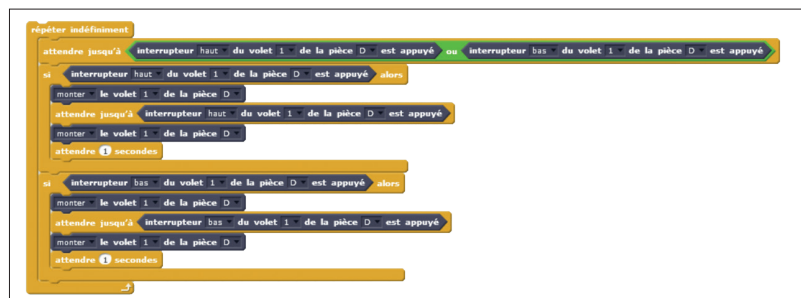 répéter indéfiniment
attendre jusqu'à interrupteur haut du volet 1 de la pièce D est appuyé ou interrupteur bas du volet 1 de la pièce D est appuyé
si interrupteur haut du volet 1 de la pièce D est appuyé alors
monter le volet 1 de la pièce D
attendre jusqu'à interrupteur haut du volet 1 de la pièce D est appuyé
monter le volet 1 de la pièce D
attendre 1 secondes
si interrupteur bas du volet 1 de la pièce D est appuyé alors
monter le volet 1 de la pièce D
attendre jusqu'à interrupteur bas du volet 1 de la pièce D est appuyé
monter le volet 1 de la pièce D
attendre 1 secondes